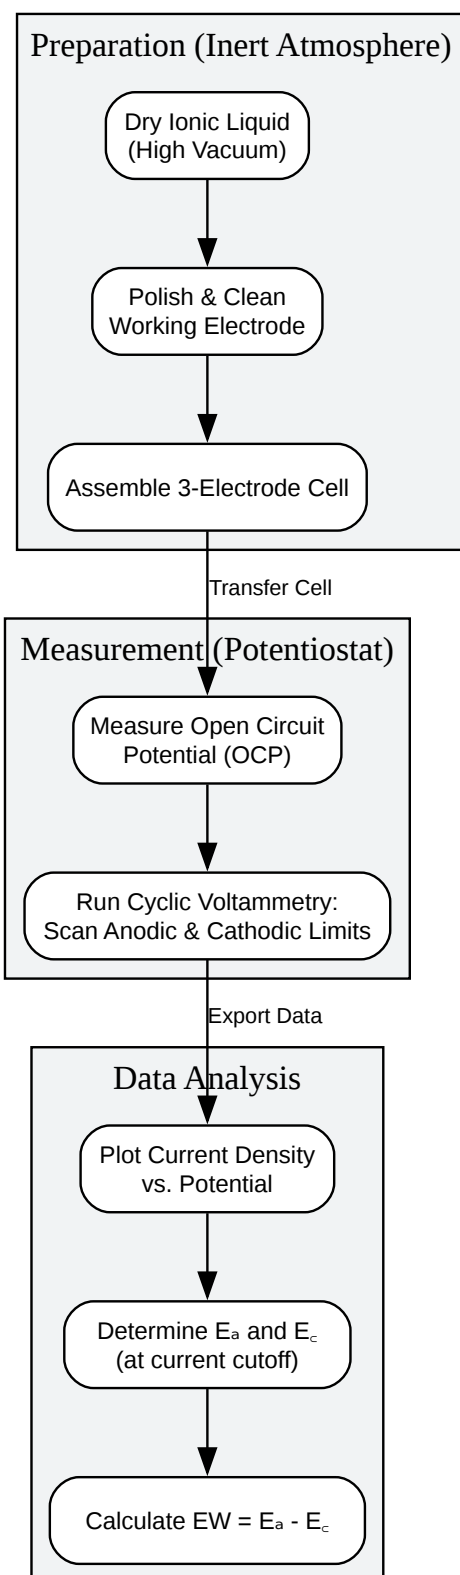 Preparation (Inert Atmosphere)
Dry Ionic Liquid
(High Vacuum)
Polish & Clean
Working Electrode
Assemble 3-Electrode Cell
Transfer Cell
Measurement (Potentiostat)
Measure Open Circuit
Potential (OCP)
Run Cyclic Voltammetry:
Scan Anodic & Cathodic Limits
Export Data
Data Analysis
Plot Current Density
vs. Potential
Determine Eₐ and E꜀
(at current cutoff)
Calculate EW = Eₐ - E꜀